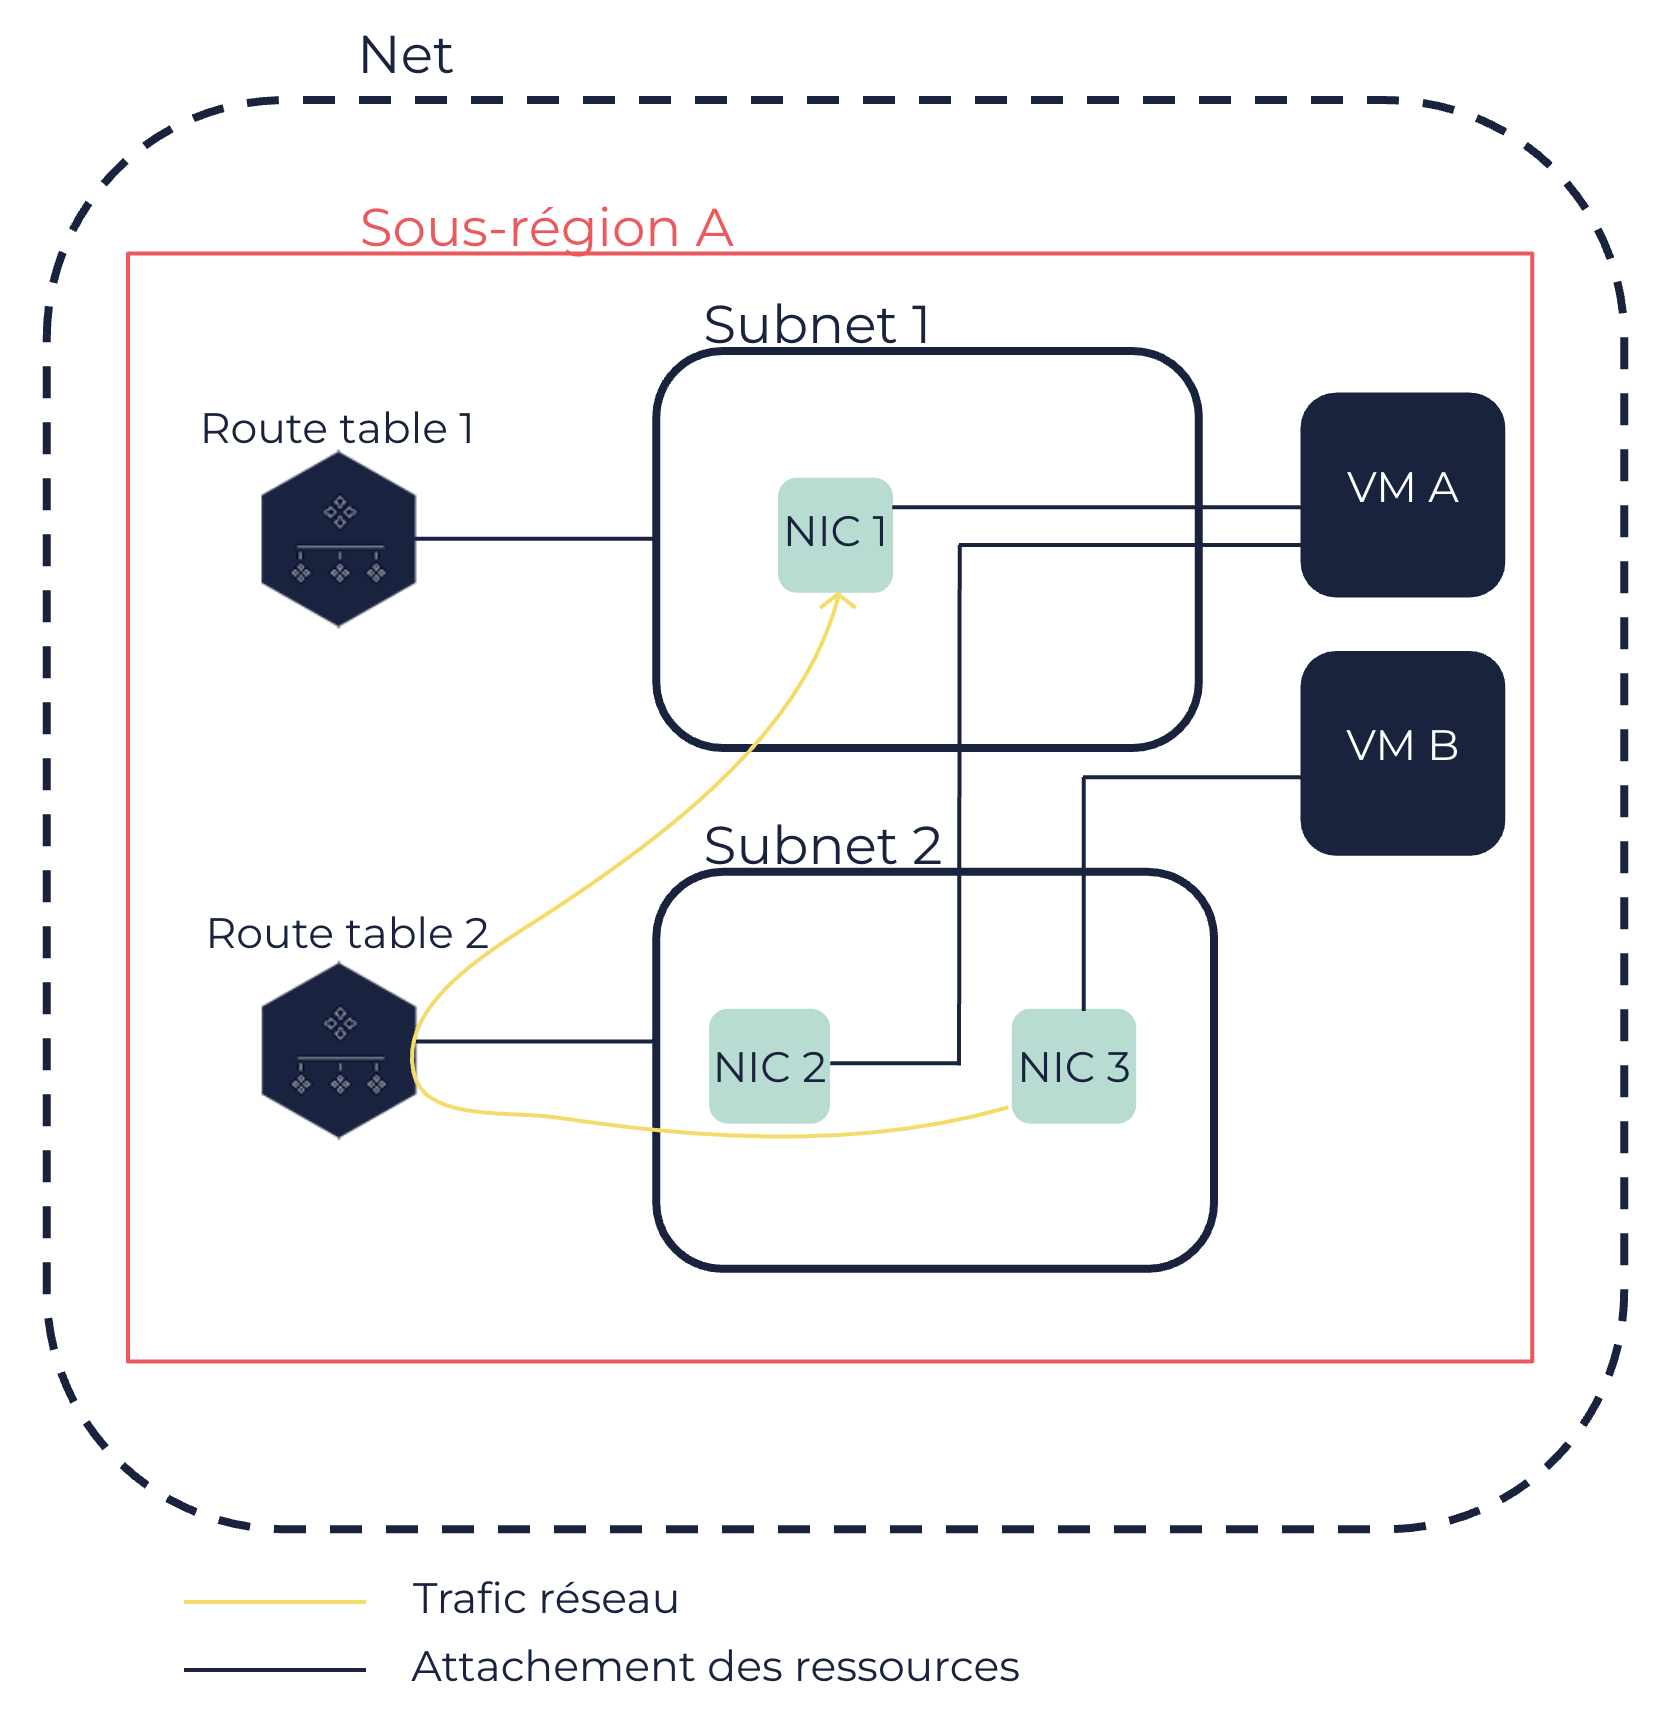 Net
Sous-région A
Subnet 1
Route table 1
VM A
NIC 1
VM B
Subnet 2
Route table 2
NIC 2
NIC 3
Trafic réseau
Attachement des ressources